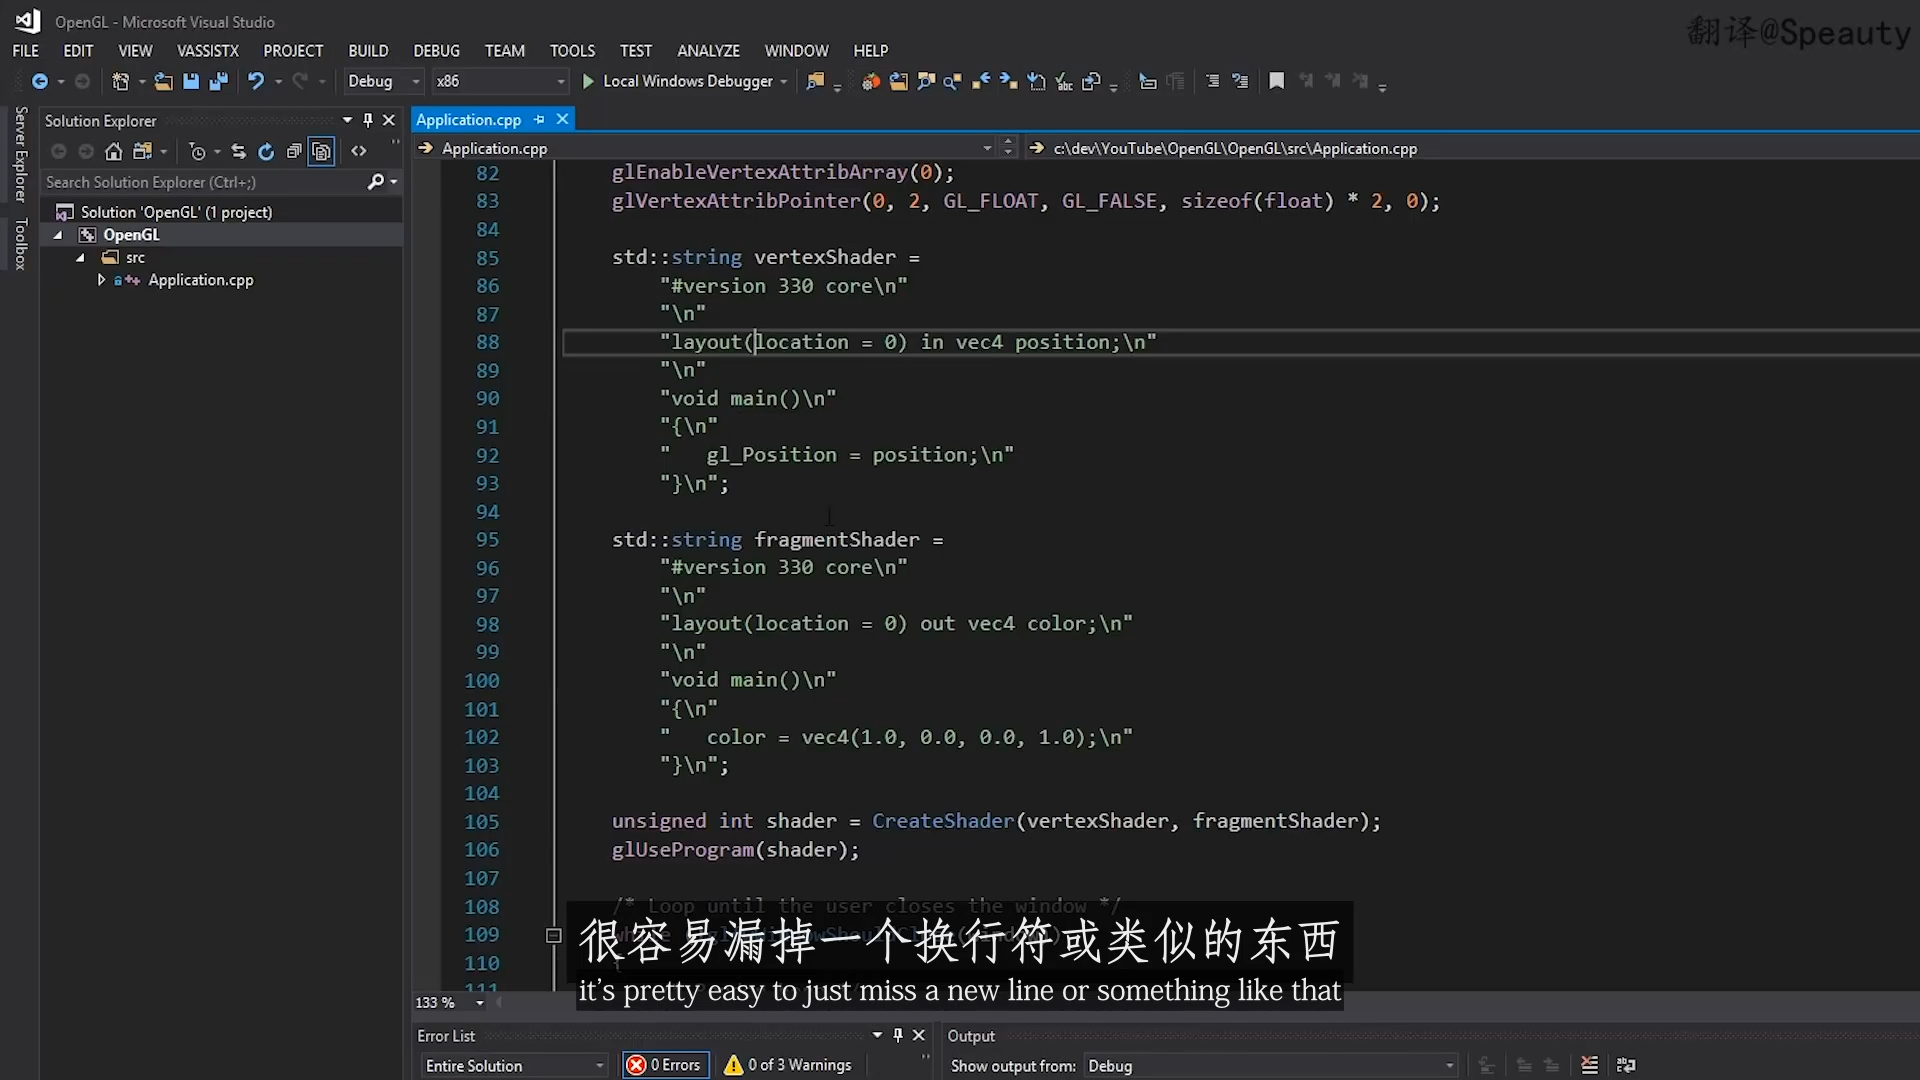 OpenGL - Microsoft Visual Studio
翻译@Speauty
FILE EDIT VIEW VASSISTX PROJECT BUILD DEBUG TEAM TOOLS TEST ANALYZE WINDOW HELP
Debug x86 Local Windows Debugger
Server Explorer
Toolbox
Solution Explorer
Search Solution Explorer (Ctrl+;)
Solution 'OpenGL' (1 project)
OpenGL
src
Application.cpp
Application.cpp
Application.cpp c:\dev\YouTube\OpenGL\OpenGL\src\Application.cpp
82 glEnableVertexAttribArray(0);
83 glVertexAttribPointer(0, 2, GL_FLOAT, GL_FALSE, sizeof(float) * 2, 0);
84
85 std::string vertexShader =
86 "#version 330 core\n"
87 "\n"
88 "layout(location = 0) in vec4 position;\n"
89 "\n"
90 "void main()\n"
91 "{\n"
92 "   gl_Position = position;\n"
93 "}\n";
94
95 std::string fragmentShader =
96 "#version 330 core\n"
97 "\n"
98 "layout(location = 0) out vec4 color;\n"
99 "\n"
100 "void main()\n"
101 "{\n"
102 "   color = vec4(1.0, 0.0, 0.0, 1.0);\n"
103 "}\n";
104
105 unsigned int shader = CreateShader(vertexShader, fragmentShader);
106 glUseProgram(shader);
107
108 /* Loop until the user closes the window */
109
110 {
111
很容易漏掉一个换行符或类似的东西
it's pretty easy to just miss a new line or something like that
133 %
Error List
Entire Solution 0 Errors 0 of 3 Warnings
Output
Show output from: Debug